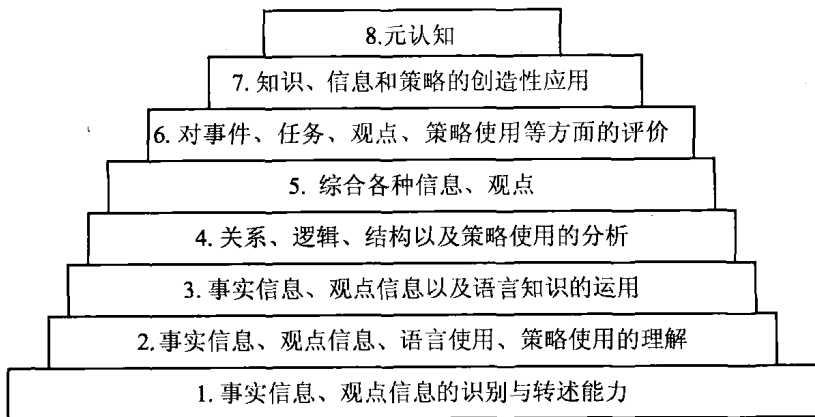 8.元认知
7. 知识、信息和策略的创造性应用
6. 对事件、任务、观点、策略使用等方面的评价
5. 综合各种信息、观点
4. 关系、逻辑、结构以及策略使用的分析
3. 事实信息、观点信息以及语言知识的运用
2. 事实信息、观点信息、语言使用、策略使用的理解
1. 事实信息、观点信息的识别与转述能力